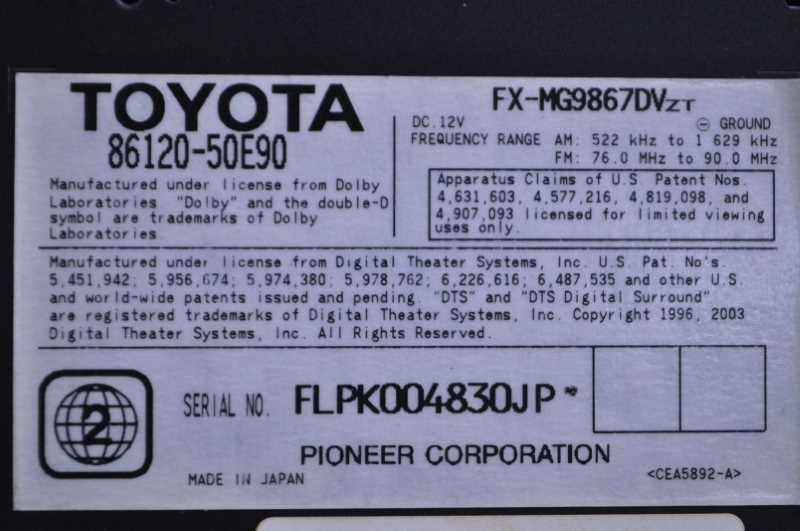 TOYOTA
86120-50E90
FX-MG9867DVZT
DC.12V ⊖ GROUND
FREQUENCY RANGE AM: 522 kHz to 1 629 kHz
FM: 76.0 MHz to 90.0 MHz
Manufactured under license from Dolby
Laboratories. "Dolby" and the double-D
symbol are trademarks of Dolby
Laboratories.
Apparatus Claims of U.S. Patent Nos.
4,631,603, 4,577,216, 4,819,098, and
4,907,093 licensed for limited viewing
uses only.
Manufactured under license from Digital Theater Systems, Inc. U.S. Pat. No's.
5,451,942; 5,956,674; 5,974,380; 5,978,762; 6,226,616; 6,487,535 and other U.S.
and world-wide patents issued and pending. "DTS" and "DTS Digital Surround"
are registered trademarks of Digital Theater Systems, Inc. Copyright 1996, 2003
Digital Theater Systems, Inc. All Rights Reserved.
2
SERIAL NO. FLPK004830JP
PIONEER CORPORATION
MADE IN JAPAN
<CEA5892-A>